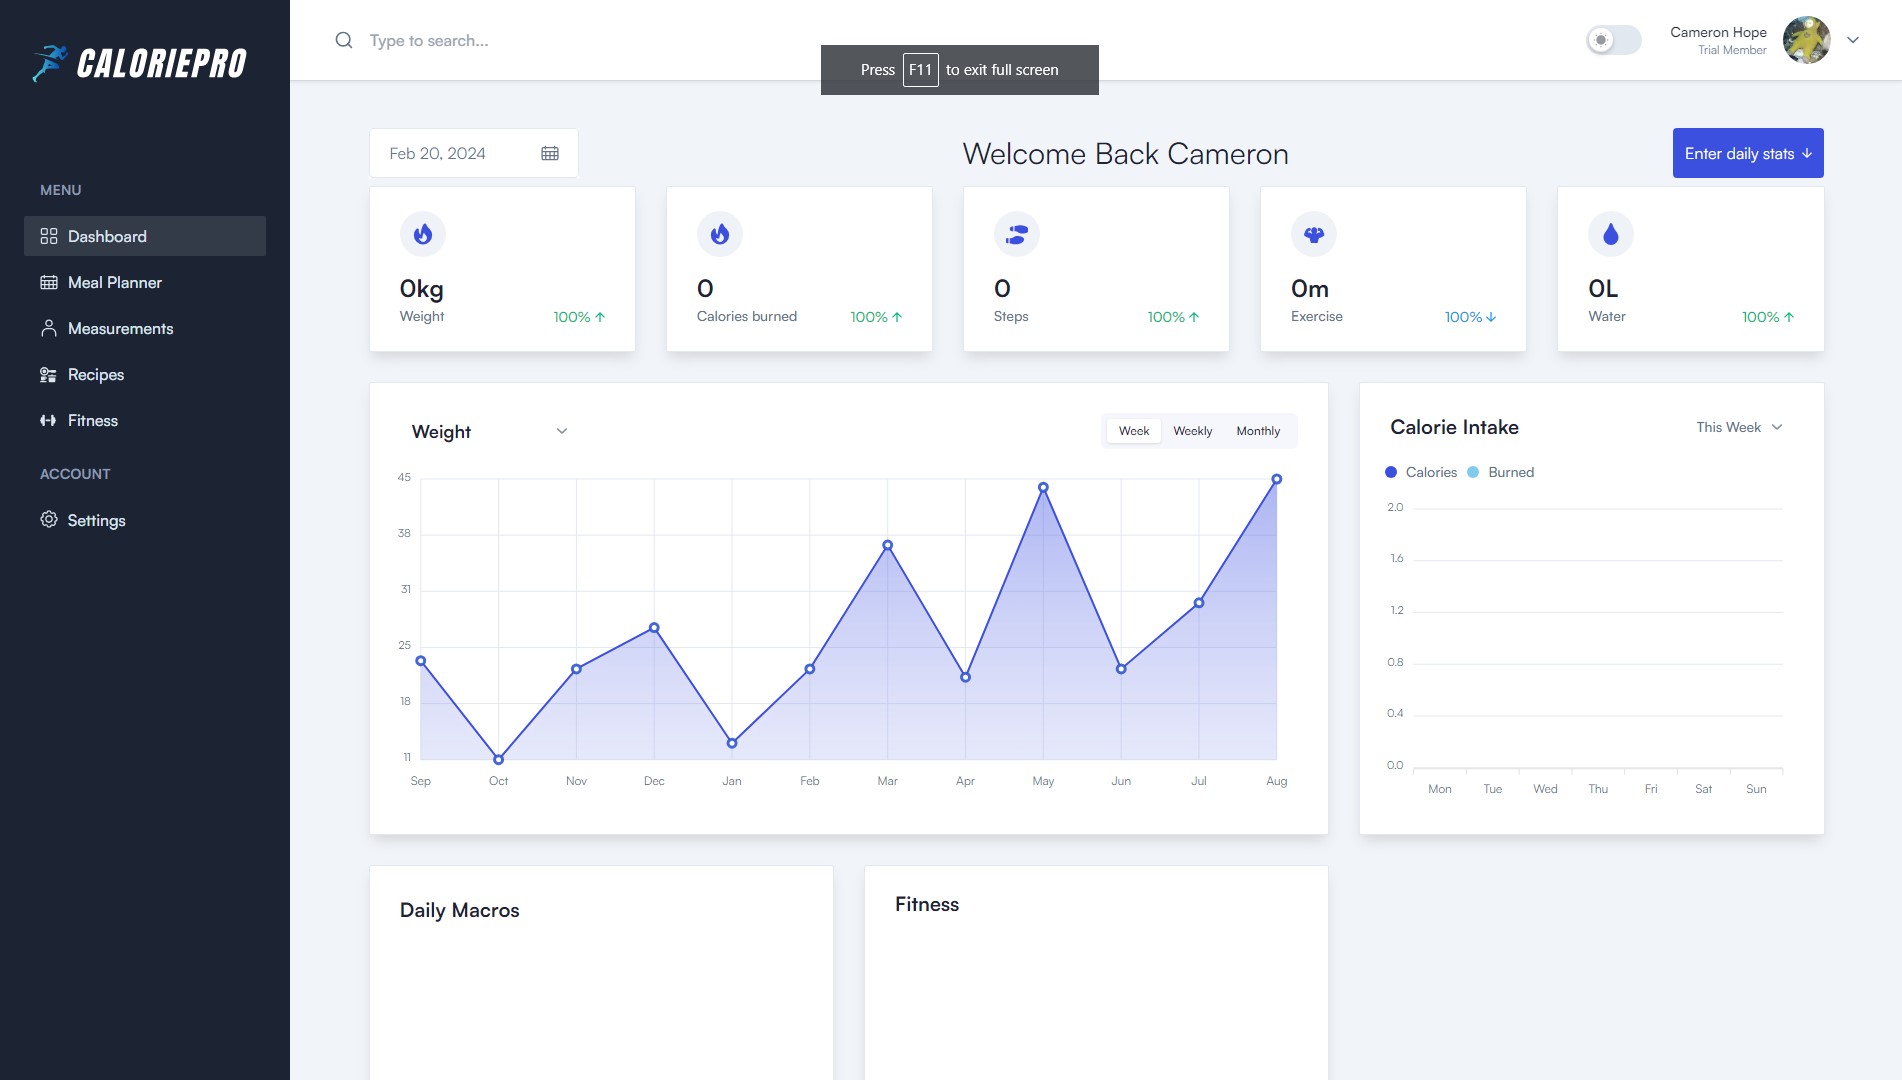 CALORIEPRO
MENU
Dashboard
Meal Planner
Measurements
Recipes
Fitness
ACCOUNT
Settings
Type to search...
Press F11 to exit full screen
Cameron Hope
Trial Member
Feb 20, 2024
Welcome Back Cameron
Enter daily stats ↓
0kg
Weight 100% ↑
0
Calories burned 100% ↑
0
Steps 100% ↑
0m
Exercise 100% ↓
0L
Water 100% ↑
Weight
Week Weekly Monthly
45
38
31
25
18
11
Sep Oct Nov Dec Jan Feb Mar Apr May Jun Jul Aug
Calorie Intake
This Week
Calories Burned
2.0
1.6
1.2
0.8
0.4
0.0
Mon Tue Wed Thu Fri Sat Sun
Daily Macros
Fitness